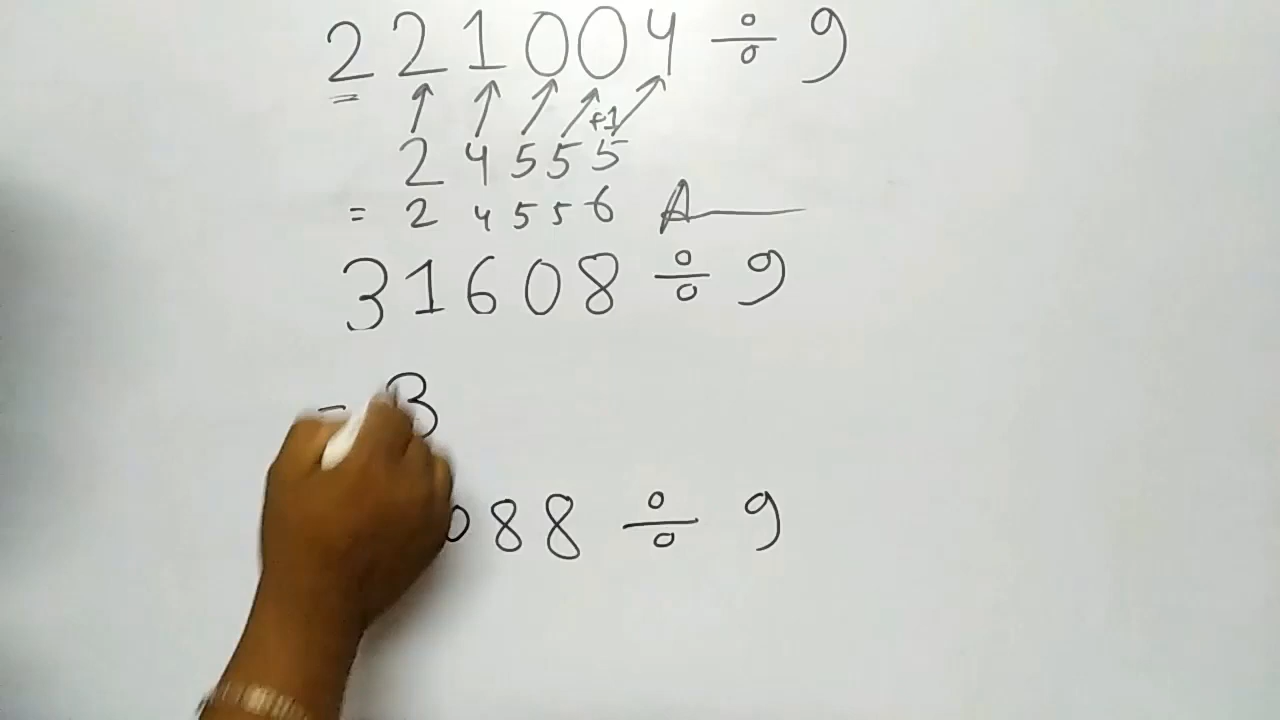 221004 ÷ 9
+1
2 4 5 5 5
= 2 4 5 5 6 A
31608 ÷ 9
- 3
088 ÷ 9